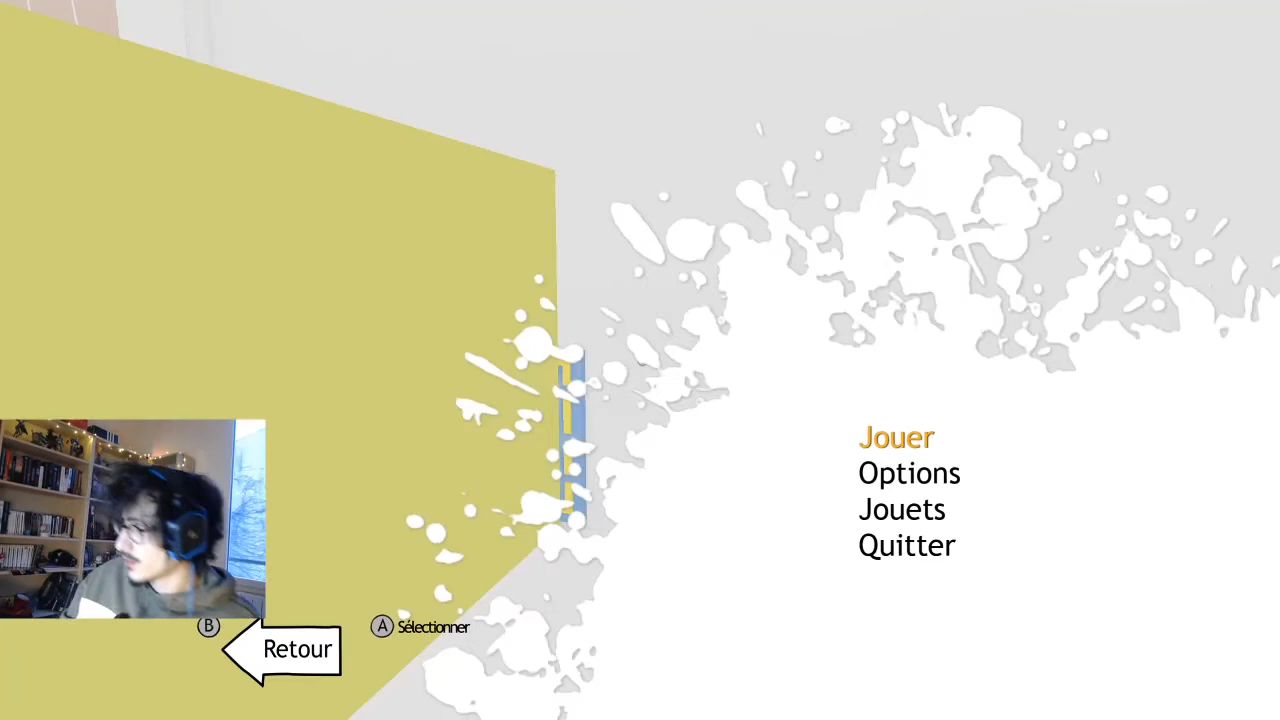 Jouer
Options
Jouets
Quitter
B
Retour
A Sélectionner